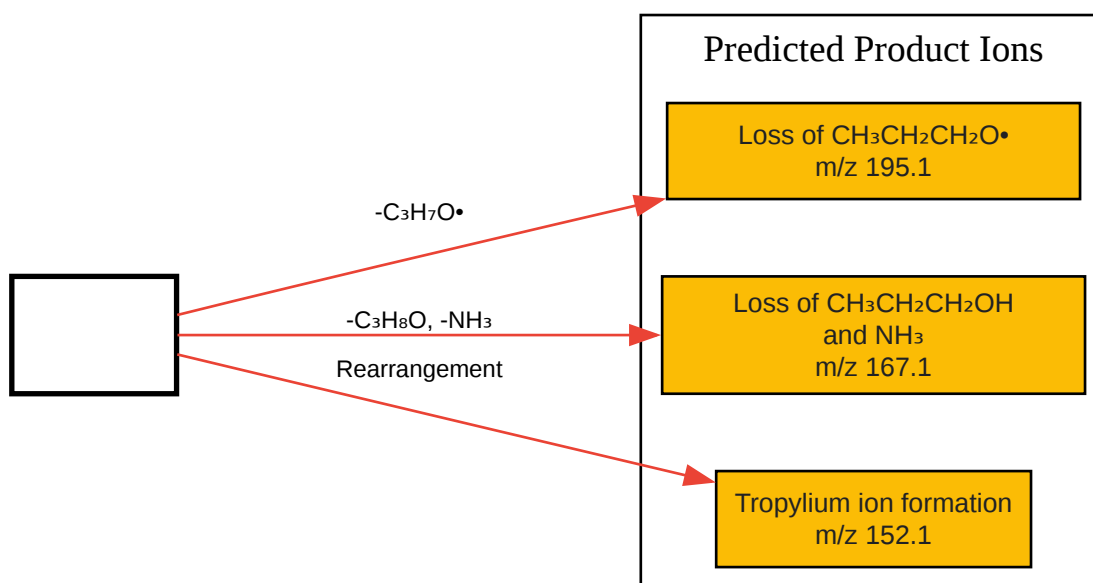 Predicted Product Ions
Loss of CH₃CH₂CH₂O•
m/z 195.1
-C₃H₇O•
Loss of CH₃CH₂CH₂OH
and NH₃
m/z 167.1
-C₃H₈O, -NH₃
Rearrangement
Tropylium ion formation
m/z 152.1